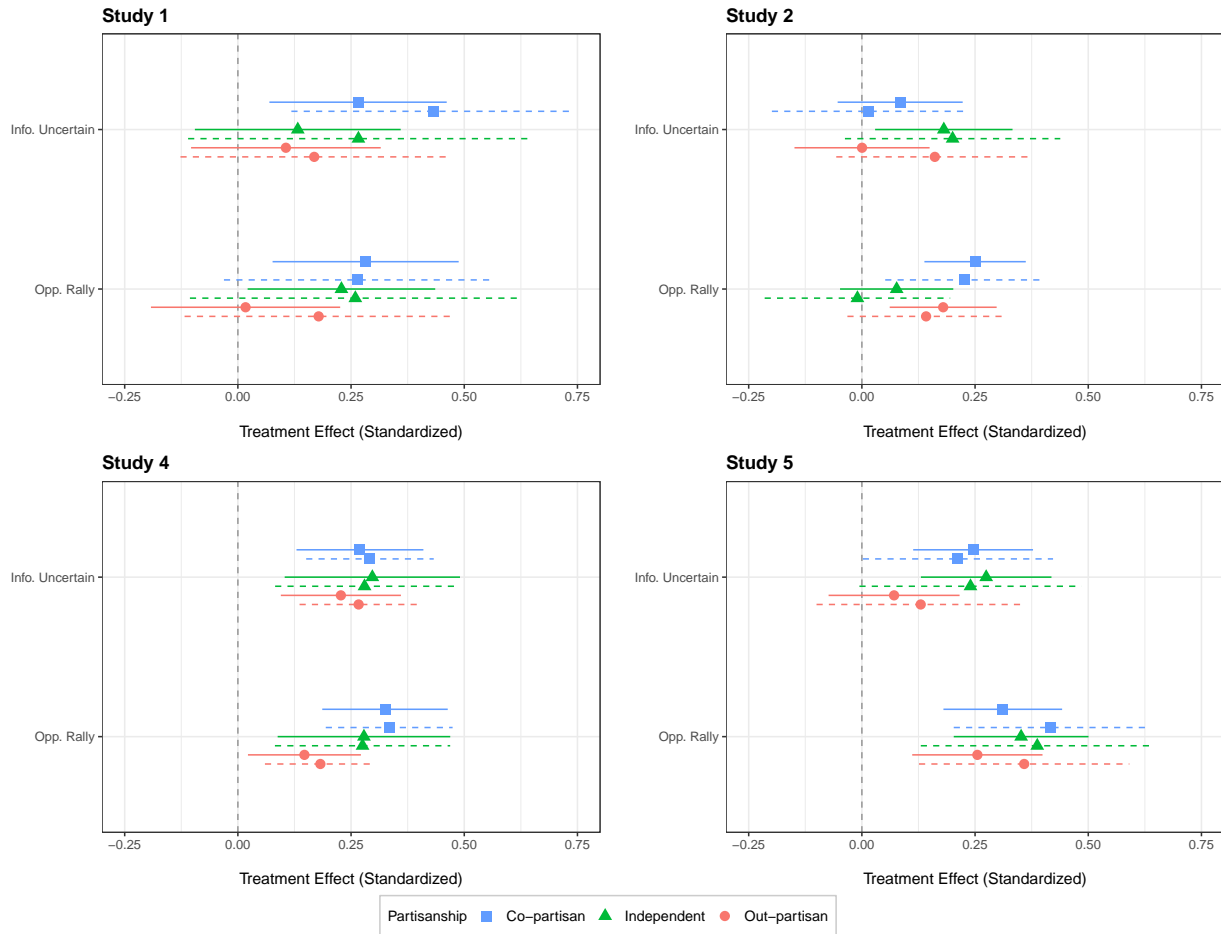 Study 1
Info. Uncertain
Opp. Rally
−0.25 0.00 0.25 0.50 0.75
Treatment Effect (Standardized)
Study 2
Info. Uncertain
Opp. Rally
−0.25 0.00 0.25 0.50 0.75
Treatment Effect (Standardized)
Study 4
Info. Uncertain
Opp. Rally
−0.25 0.00 0.25 0.50 0.75
Treatment Effect (Standardized)
Study 5
Info. Uncertain
Opp. Rally
−0.25 0.00 0.25 0.50 0.75
Treatment Effect (Standardized)
Partisanship Co−partisan Independent Out−partisan